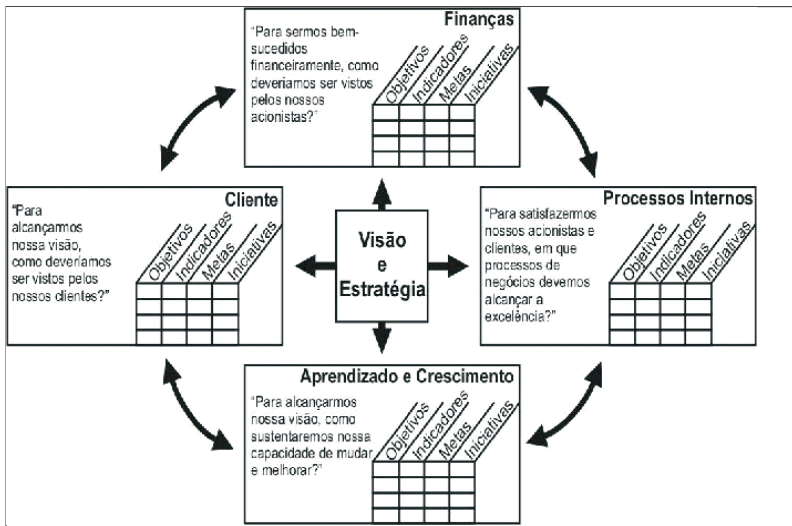 Finanças
“Para sermos bem-
sucedidos
financeiramente, como
deveríamos ser vistos
pelos nossos
acionistas?”
Objetivos
Indicadores
Metas
Iniciativas
Cliente
“Para
alcançarmos
nossa visão,
como deveríamos
ser vistos pelos
nossos clientes?”
Objetivos
Indicadores
Metas
Iniciativas
Visão
e
Estratégia
Processos Internos
“Para satisfazermos
nossos acionistas e
clientes, em que
processos de
negócios devemos
alcançar a
excelência?”
Objetivos
Indicadores
Metas
Iniciativas
Aprendizado e Crescimento
“Para alcançarmos
nossa visão, como
sustentaremos nossa
capacidade de mudar
e melhorar?”
Objetivos
Indicadores
Metas
Iniciativas